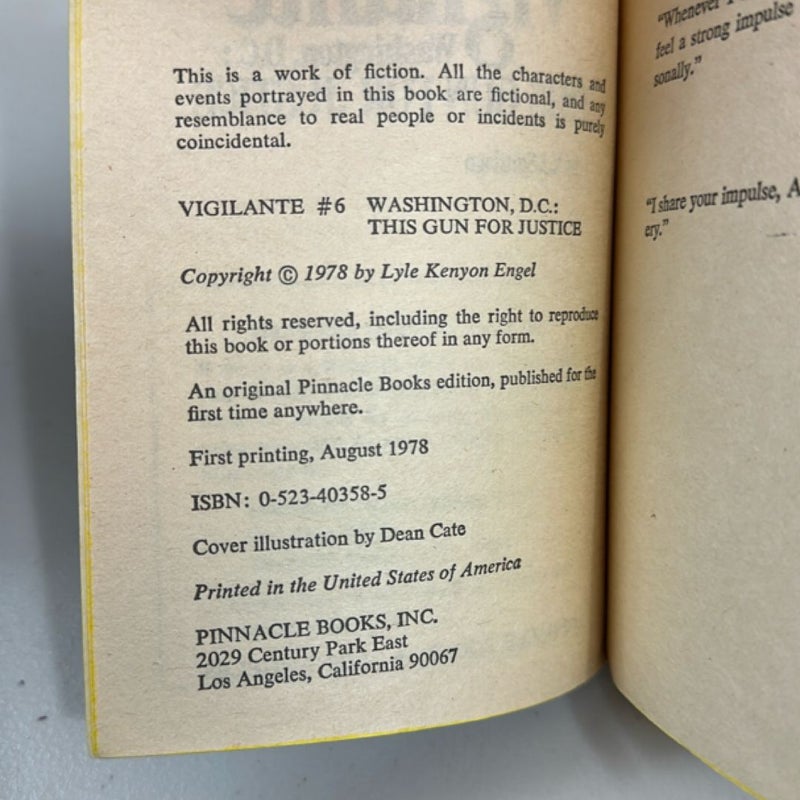 This is a work of fiction. All the characters and
events portrayed in this book are fictional, and any
resemblance to real people or incidents is purely
coincidental.
VIGILANTE #6 WASHINGTON, D.C.:
THIS GUN FOR JUSTICE
Copyright © 1978 by Lyle Kenyon Engel
All rights reserved, including the right to reproduce
this book or portions thereof in any form.
An original Pinnacle Books edition, published for the
first time anywhere.
First printing, August 1978
ISBN: 0-523-40358-5
Cover illustration by Dean Cate
Printed in the United States of America
PINNACLE BOOKS, INC.
2029 Century Park East
Los Angeles, California 90067
"Whenever
feel a strong impulse
sonally."
"I share your impulse, A
ery."